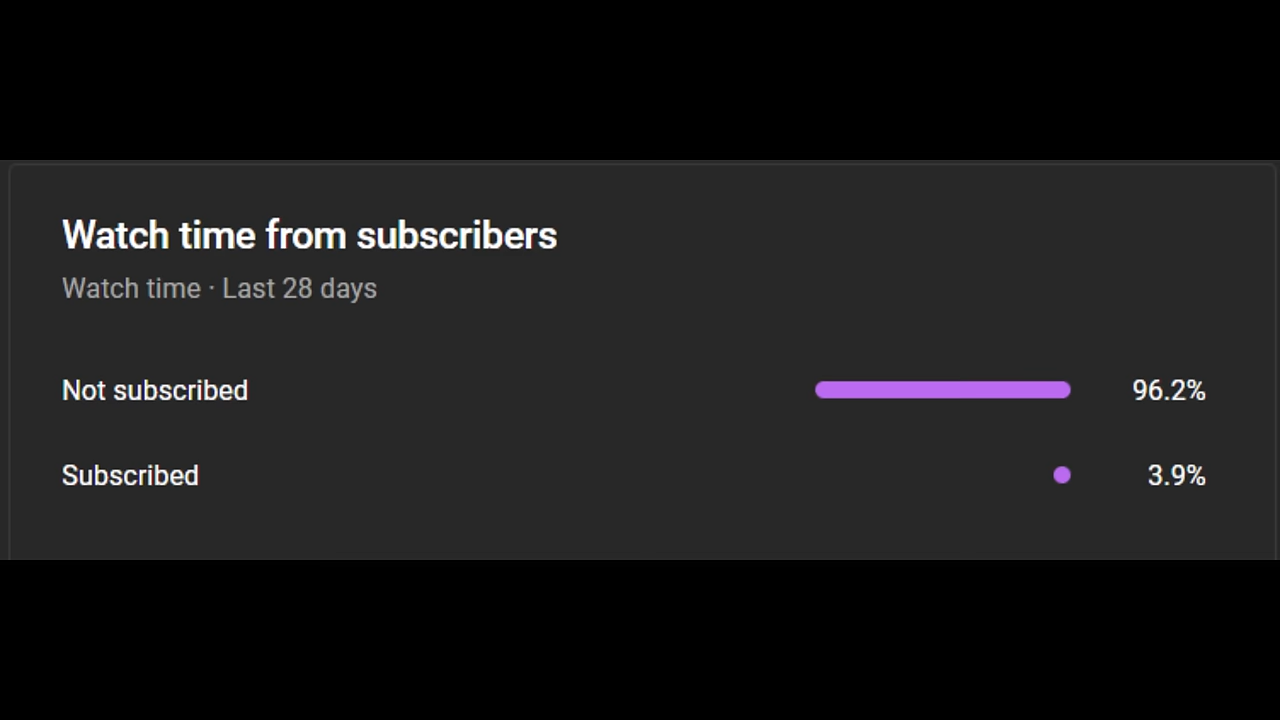 Watch time from subscribers
Watch time · Last 28 days
Not subscribed 96.2%
Subscribed 3.9%